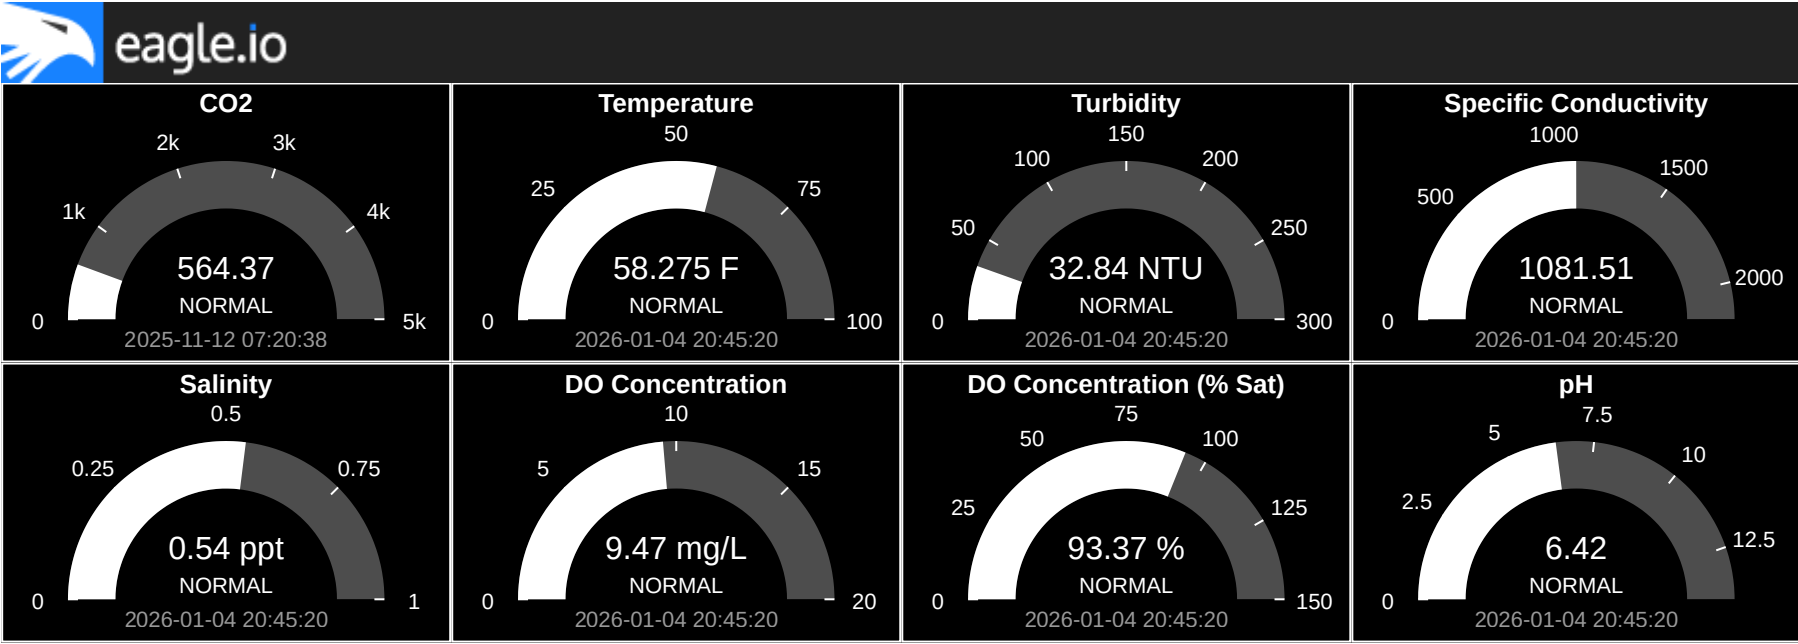 eagle.io
CO2
0
1k
2k
3k
4k
5k
564.37
NORMAL
2025-11-12 07:20:38
Temperature
0
25
50
75
100
58.275 F
NORMAL
2026-01-04 20:45:20
Turbidity
0
50
100
150
200
250
300
32.84 NTU
NORMAL
2026-01-04 20:45:20
Specific Conductivity
0
500
1000
1500
2000
1081.51
NORMAL
2026-01-04 20:45:20
Salinity
0
0.25
0.5
0.75
1
0.54 ppt
NORMAL
2026-01-04 20:45:20
DO Concentration
0
5
10
15
20
9.47 mg/L
NORMAL
2026-01-04 20:45:20
DO Concentration (% Sat)
0
25
50
75
100
125
150
93.37 %
NORMAL
2026-01-04 20:45:20
pH
0
2.5
5
7.5
10
12.5
6.42
NORMAL
2026-01-04 20:45:20